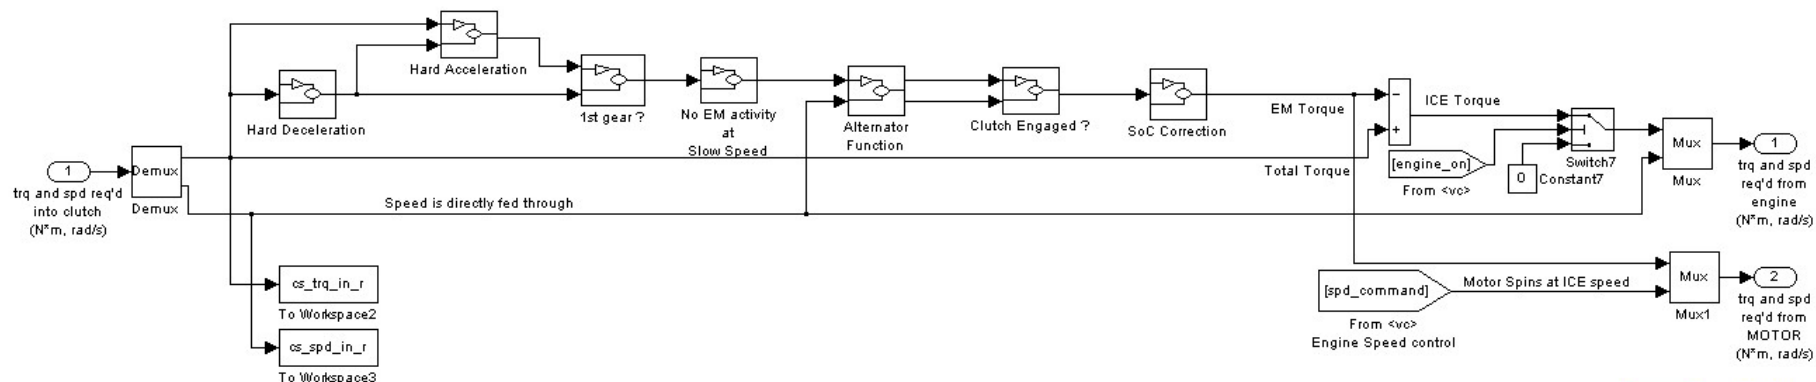 Hard Acceleration
Hard Deceleration
1st gear ?
No EM activity
at
Slow Speed
Alternator
Function
Clutch Engaged ?
SoC Correction
EM Torque
ICE Torque
Total Torque
[engine_on]
From <vc>
0
Constant7
Switch7
Mux
Mux
1
trq and spd
req'd from
engine
(N*m, rad/s)
1
trq and spd req'd
into clutch
(N*m, rad/s)
Demux
Demux
Speed is directly fed through
cs_trq_in_r
To Workspace2
cs_spd_in_r
To Workspace3
[spd_command]
From <vc>
Engine Speed control
Motor Spins at ICE speed
Mux
Mux1
2
trq and spd
req'd from
MOTOR
(N*m, rad/s)